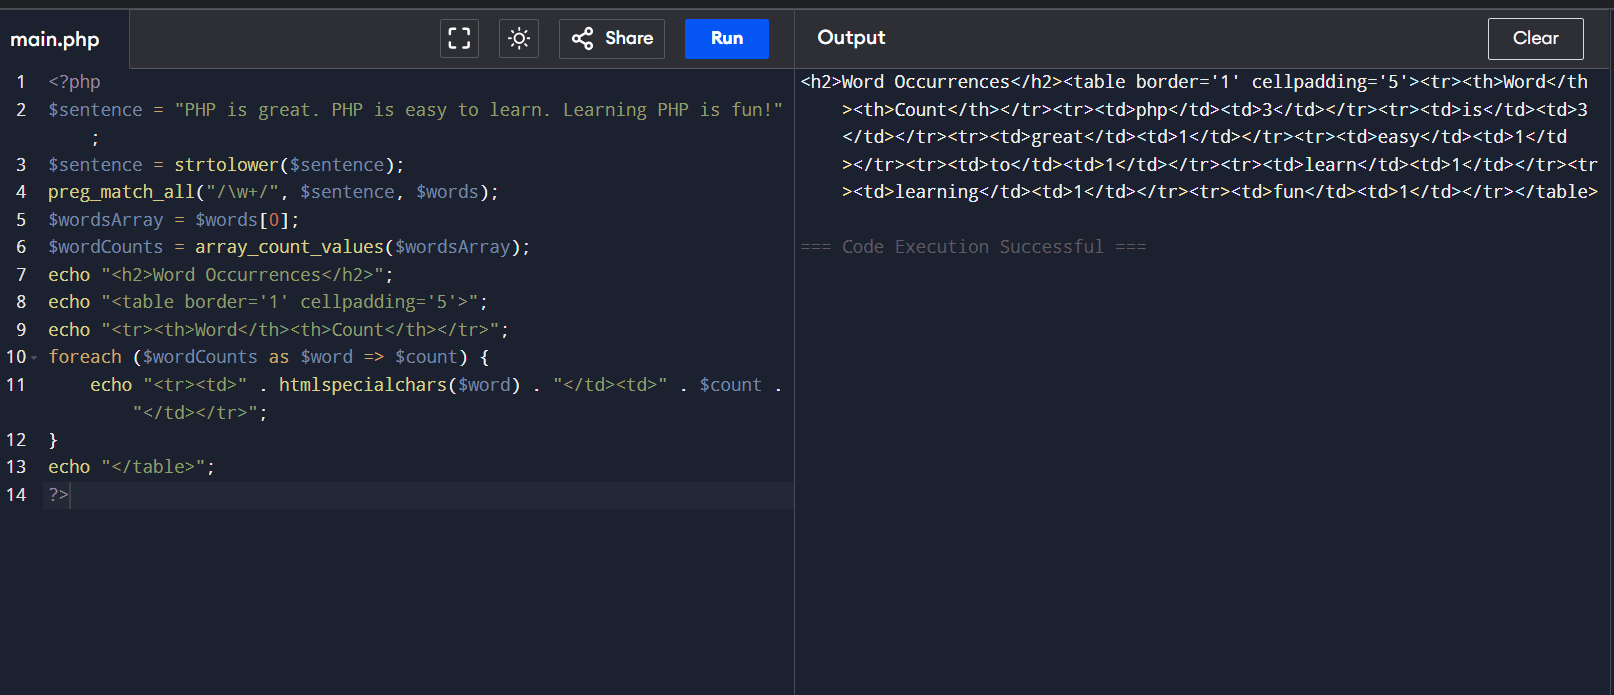 main.php
Share
Run
Output
Clear
1 <?php
2 $sentence = "PHP is great. PHP is easy to learn. Learning PHP is fun!"
;
3 $sentence = strtolower($sentence);
4 preg_match_all("/\w+/", $sentence, $words);
5 $wordsArray = $words[0];
6 $wordCounts = array_count_values($wordsArray);
7 echo "<h2>Word Occurrences</h2>";
8 echo "<table border='1' cellpadding='5'>";
9 echo "<tr><th>Word</th><th>Count</th></tr>";
10 foreach ($wordCounts as $word => $count) {
11 echo "<tr><td>" . htmlspecialchars($word) . "</td><td>" . $count .
"</td></tr>";
12 }
13 echo "</table>";
14 ?>
<h2>Word Occurrences</h2><table border='1' cellpadding='5'><tr><th>Word</th
><th>Count</th></tr><tr><td>php</td><td>3</td></tr><tr><td>is</td><td>3
</td></tr><tr><td>great</td><td>1</td></tr><tr><td>easy</td><td>1</td
></tr><tr><td>to</td><td>1</td></tr><tr><td>learn</td><td>1</td></tr><tr
><td>learning</td><td>1</td></tr><tr><td>fun</td><td>1</td></tr></table>
=== Code Execution Successful ===